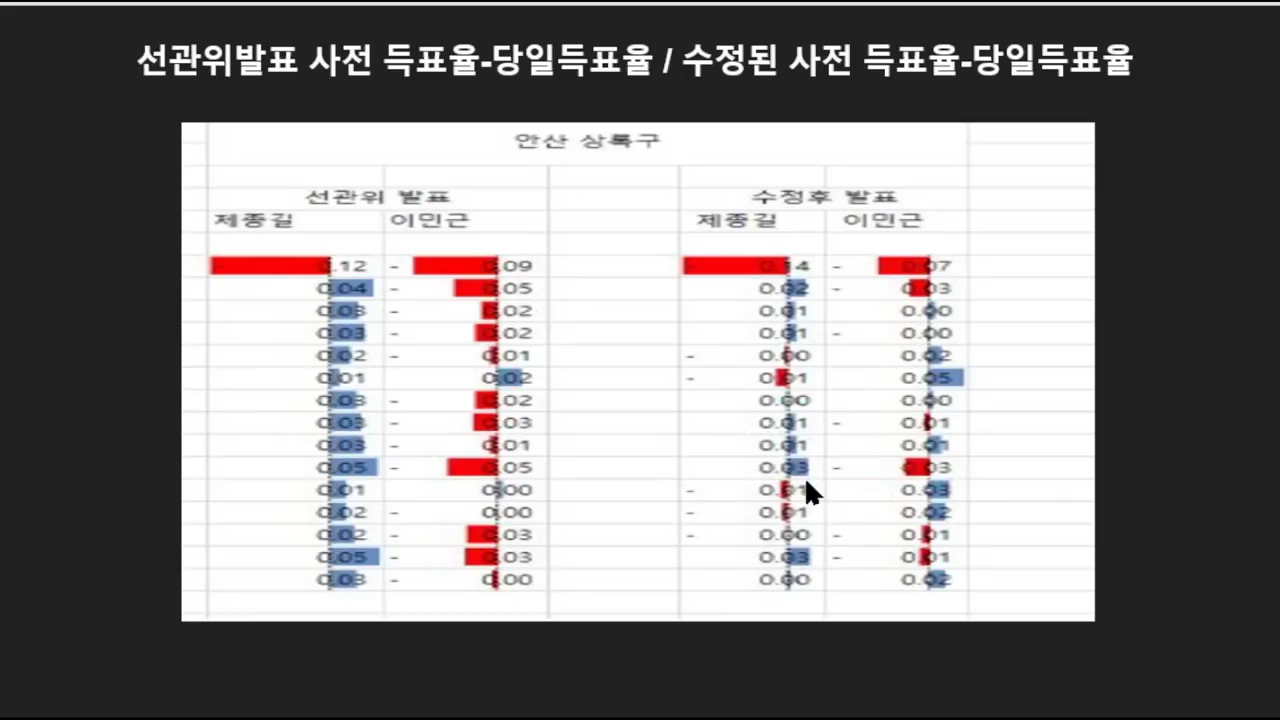 선관위발표 사전 득표율-당일득표율 / 수정된 사전 득표율-당일득표율
안산 상록구
선관위 발표 수정후 발표
제종길 이민근 제종길 이민근
0.12 - 0.09 0.14 - 0.07
0.04 - 0.05 0.02 - 0.03
0.03 - 0.02 0.01 0.00
0.03 - 0.02 0.01 - 0.00
0.02 - 0.01 - 0.00 0.02
0.01 0.02 - 0.01 0.05
0.03 - 0.02 0.00 0.00
0.03 - 0.03 0.01 - 0.01
0.03 - 0.01 0.01 0.01
0.05 - 0.05 0.03 - 0.03
0.01 0.00 - 0.01 0.03
0.02 - 0.00 - 0.01 0.02
0.02 - 0.03 - 0.00 - 0.01
0.05 - 0.03 0.03 - 0.01
0.03 - 0.00 0.00 0.02